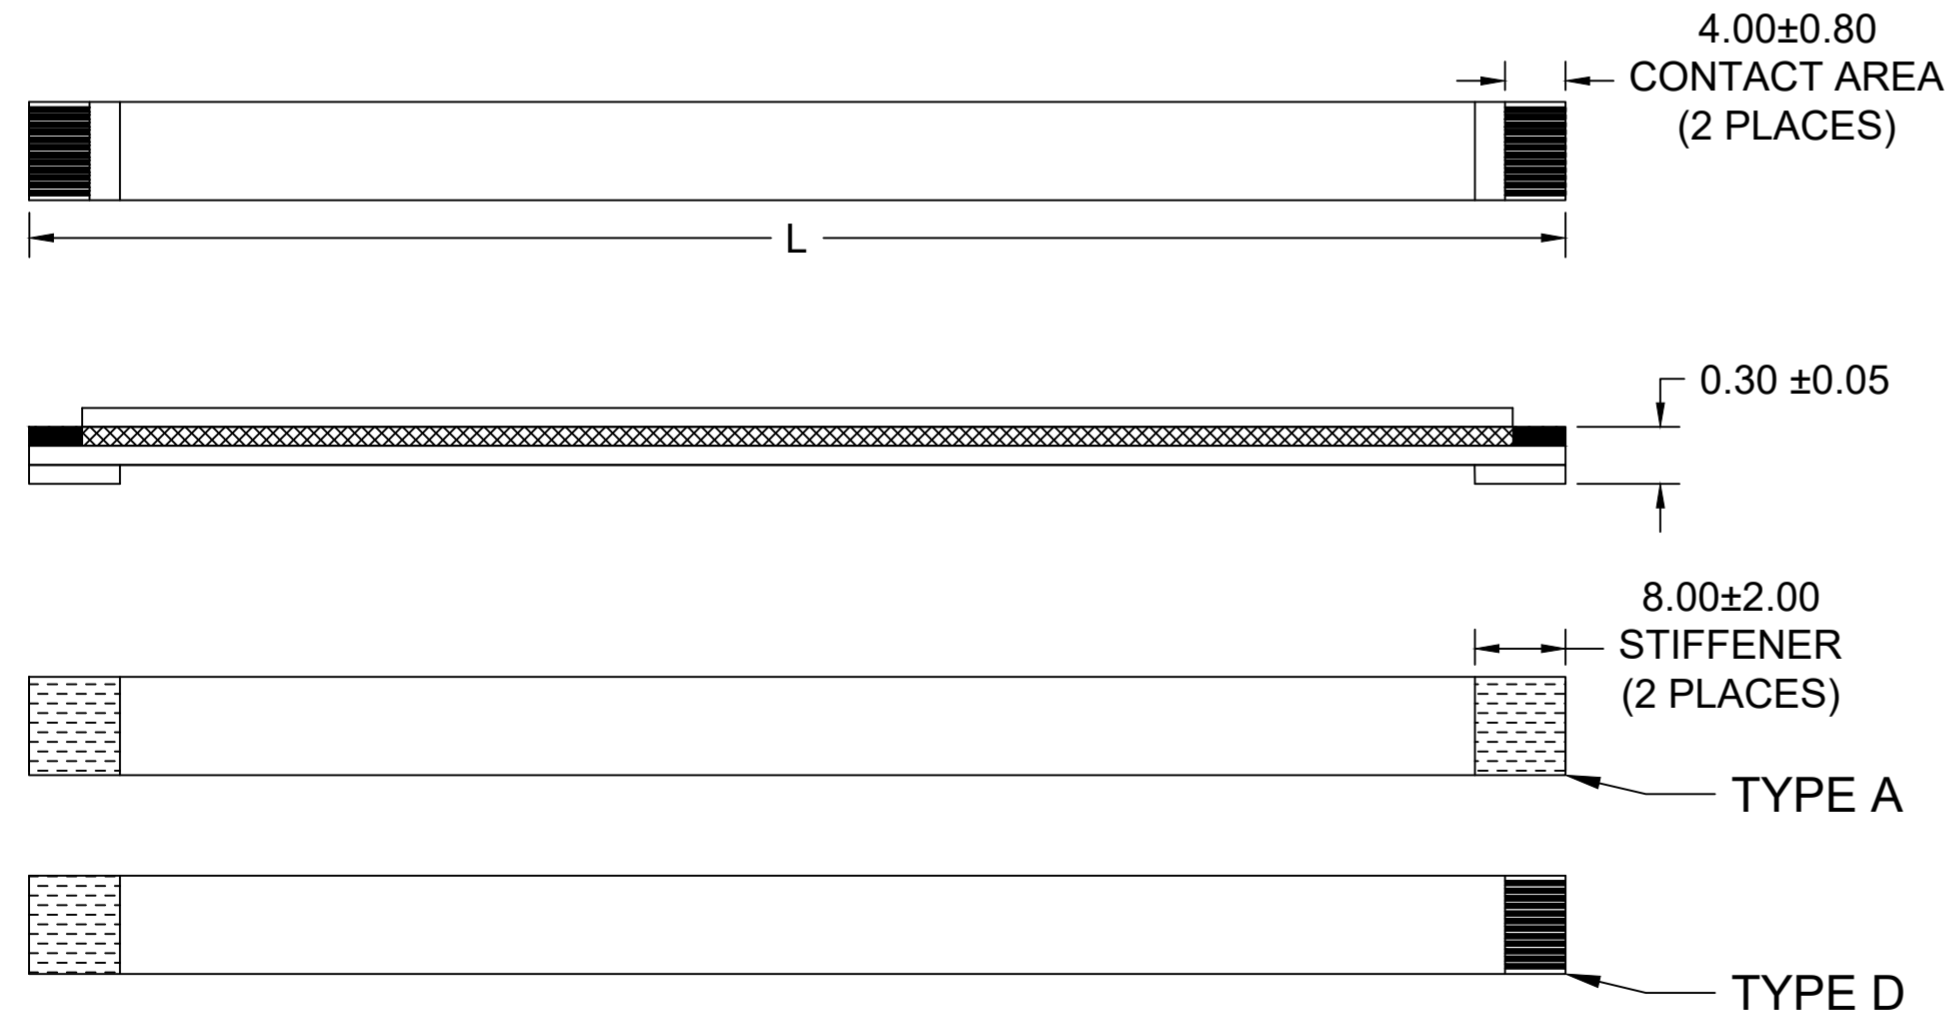 4.00±0.80
CONTACT AREA
(2 PLACES)
L
0.30 ±0.05
8.00±2.00
STIFFENER
(2 PLACES)
TYPE A
TYPE D